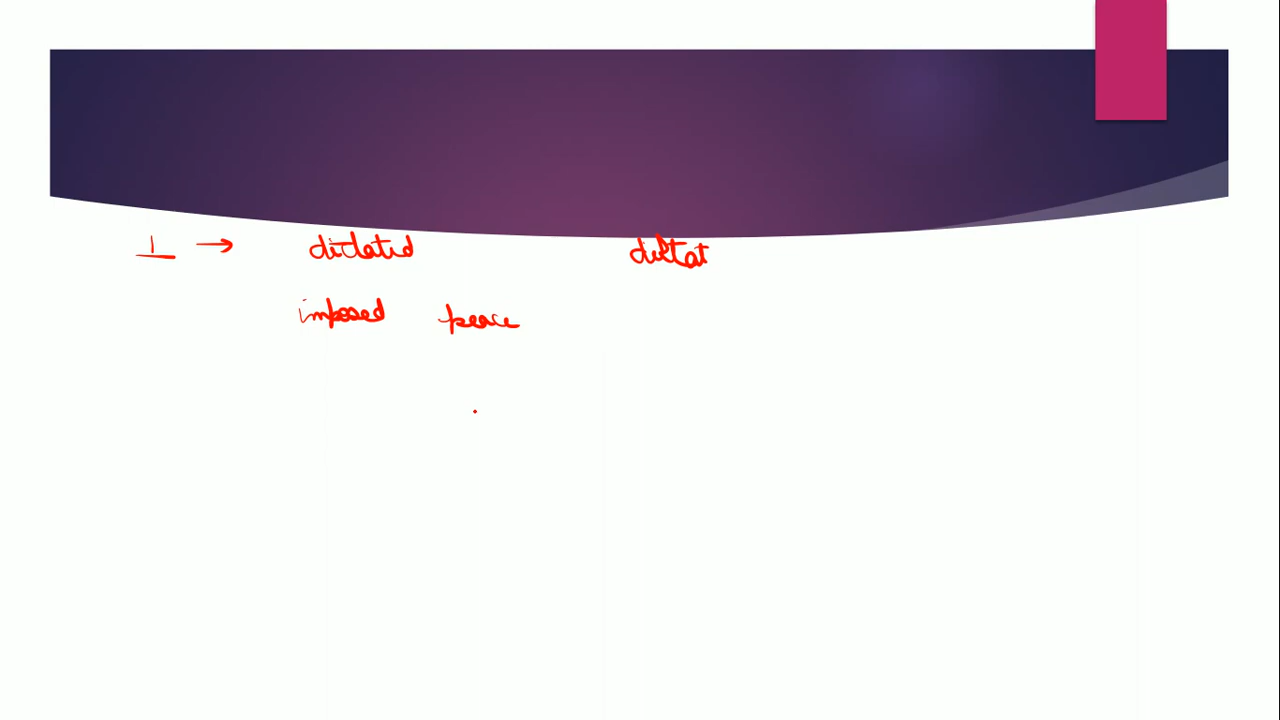 1 → dictated diktat
imposed peace